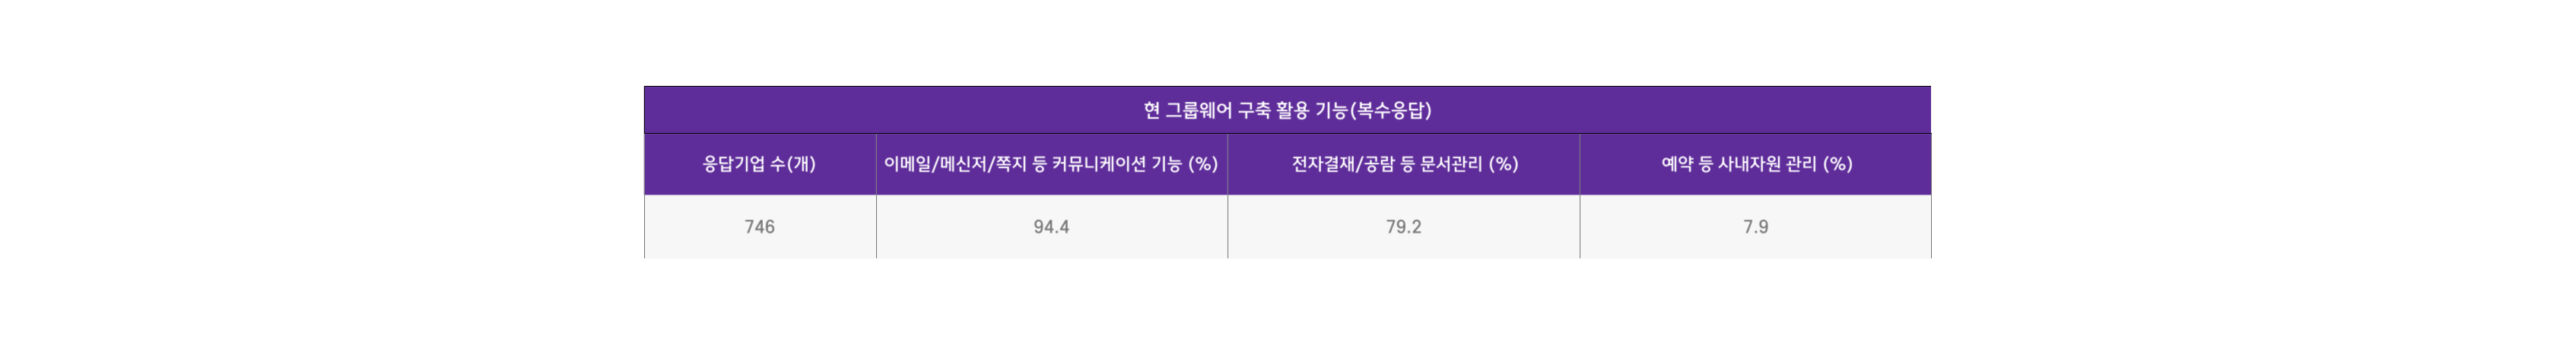 현 그룹웨어 구축 활용 기능(복수응답)
응답기업 수(개) 이메일/메신저/쪽지 등 커뮤니케이션 기능 (%) 전자결재/공람 등 문서관리 (%) 예약 등 사내자원 관리 (%)
746 94.4 79.2 7.9